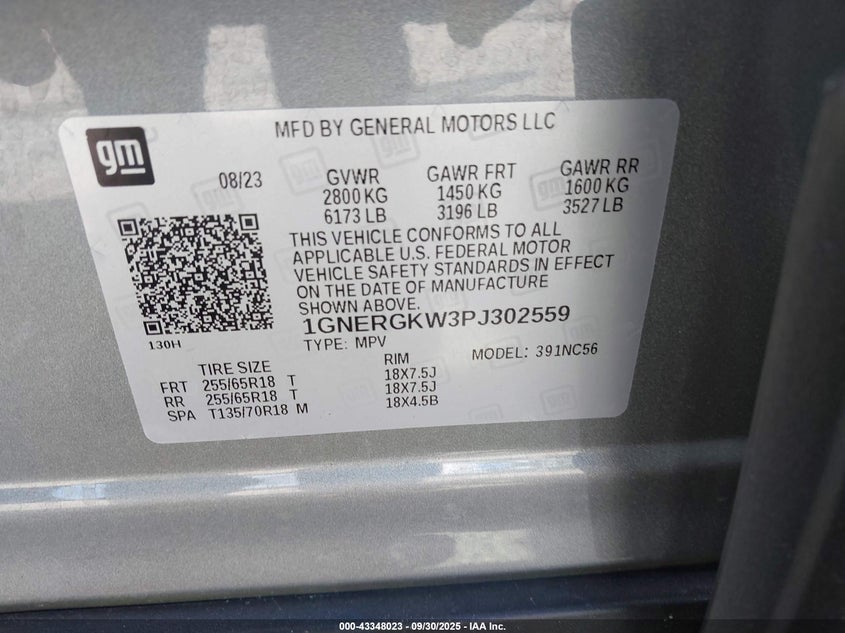 gm
MFD BY GENERAL MOTORS LLC
08/23
GVWR
2800 KG
6173 LB
GAWR FRT
1450 KG
3196 LB
GAWR RR
1600 KG
3527 LB
THIS VEHICLE CONFORMS TO ALL
APPLICABLE U.S. FEDERAL MOTOR
VEHICLE SAFETY STANDARDS IN EFFECT
ON THE DATE OF MANUFACTURE
SHOWN ABOVE.
1GNERGKW3PJ302559
130H
TYPE: MPV
MODEL: 391NC56
TIRE SIZE RIM
FRT 255/65R18 T 18X7.5J
RR 255/65R18 T 18X7.5J
SPA T135/70R18 M 18X4.5B
000-43348023 - 09/30/2025 - IAA Inc.